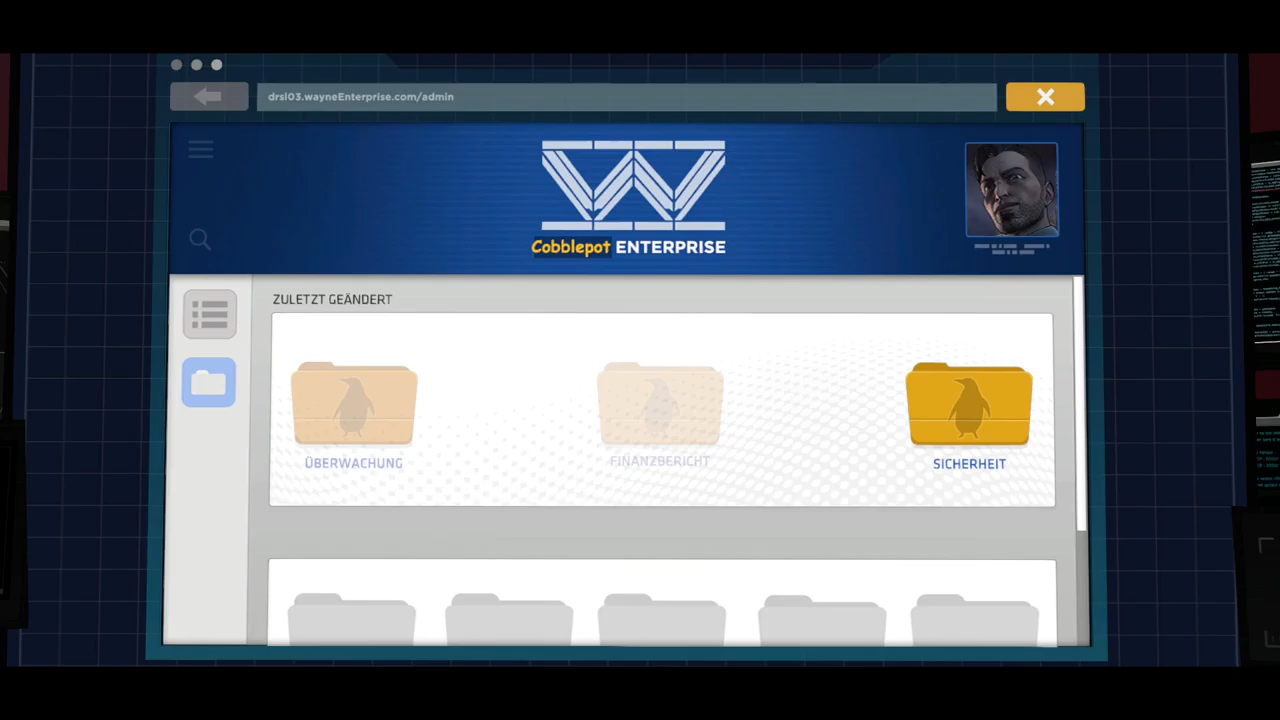 drsl03.wayneEnterprise.com/admin
Cobblepot ENTERPRISE
ZULETZT GEÄNDERT
ÜBERWACHUNG
FINANZBERICHT
SICHERHEIT